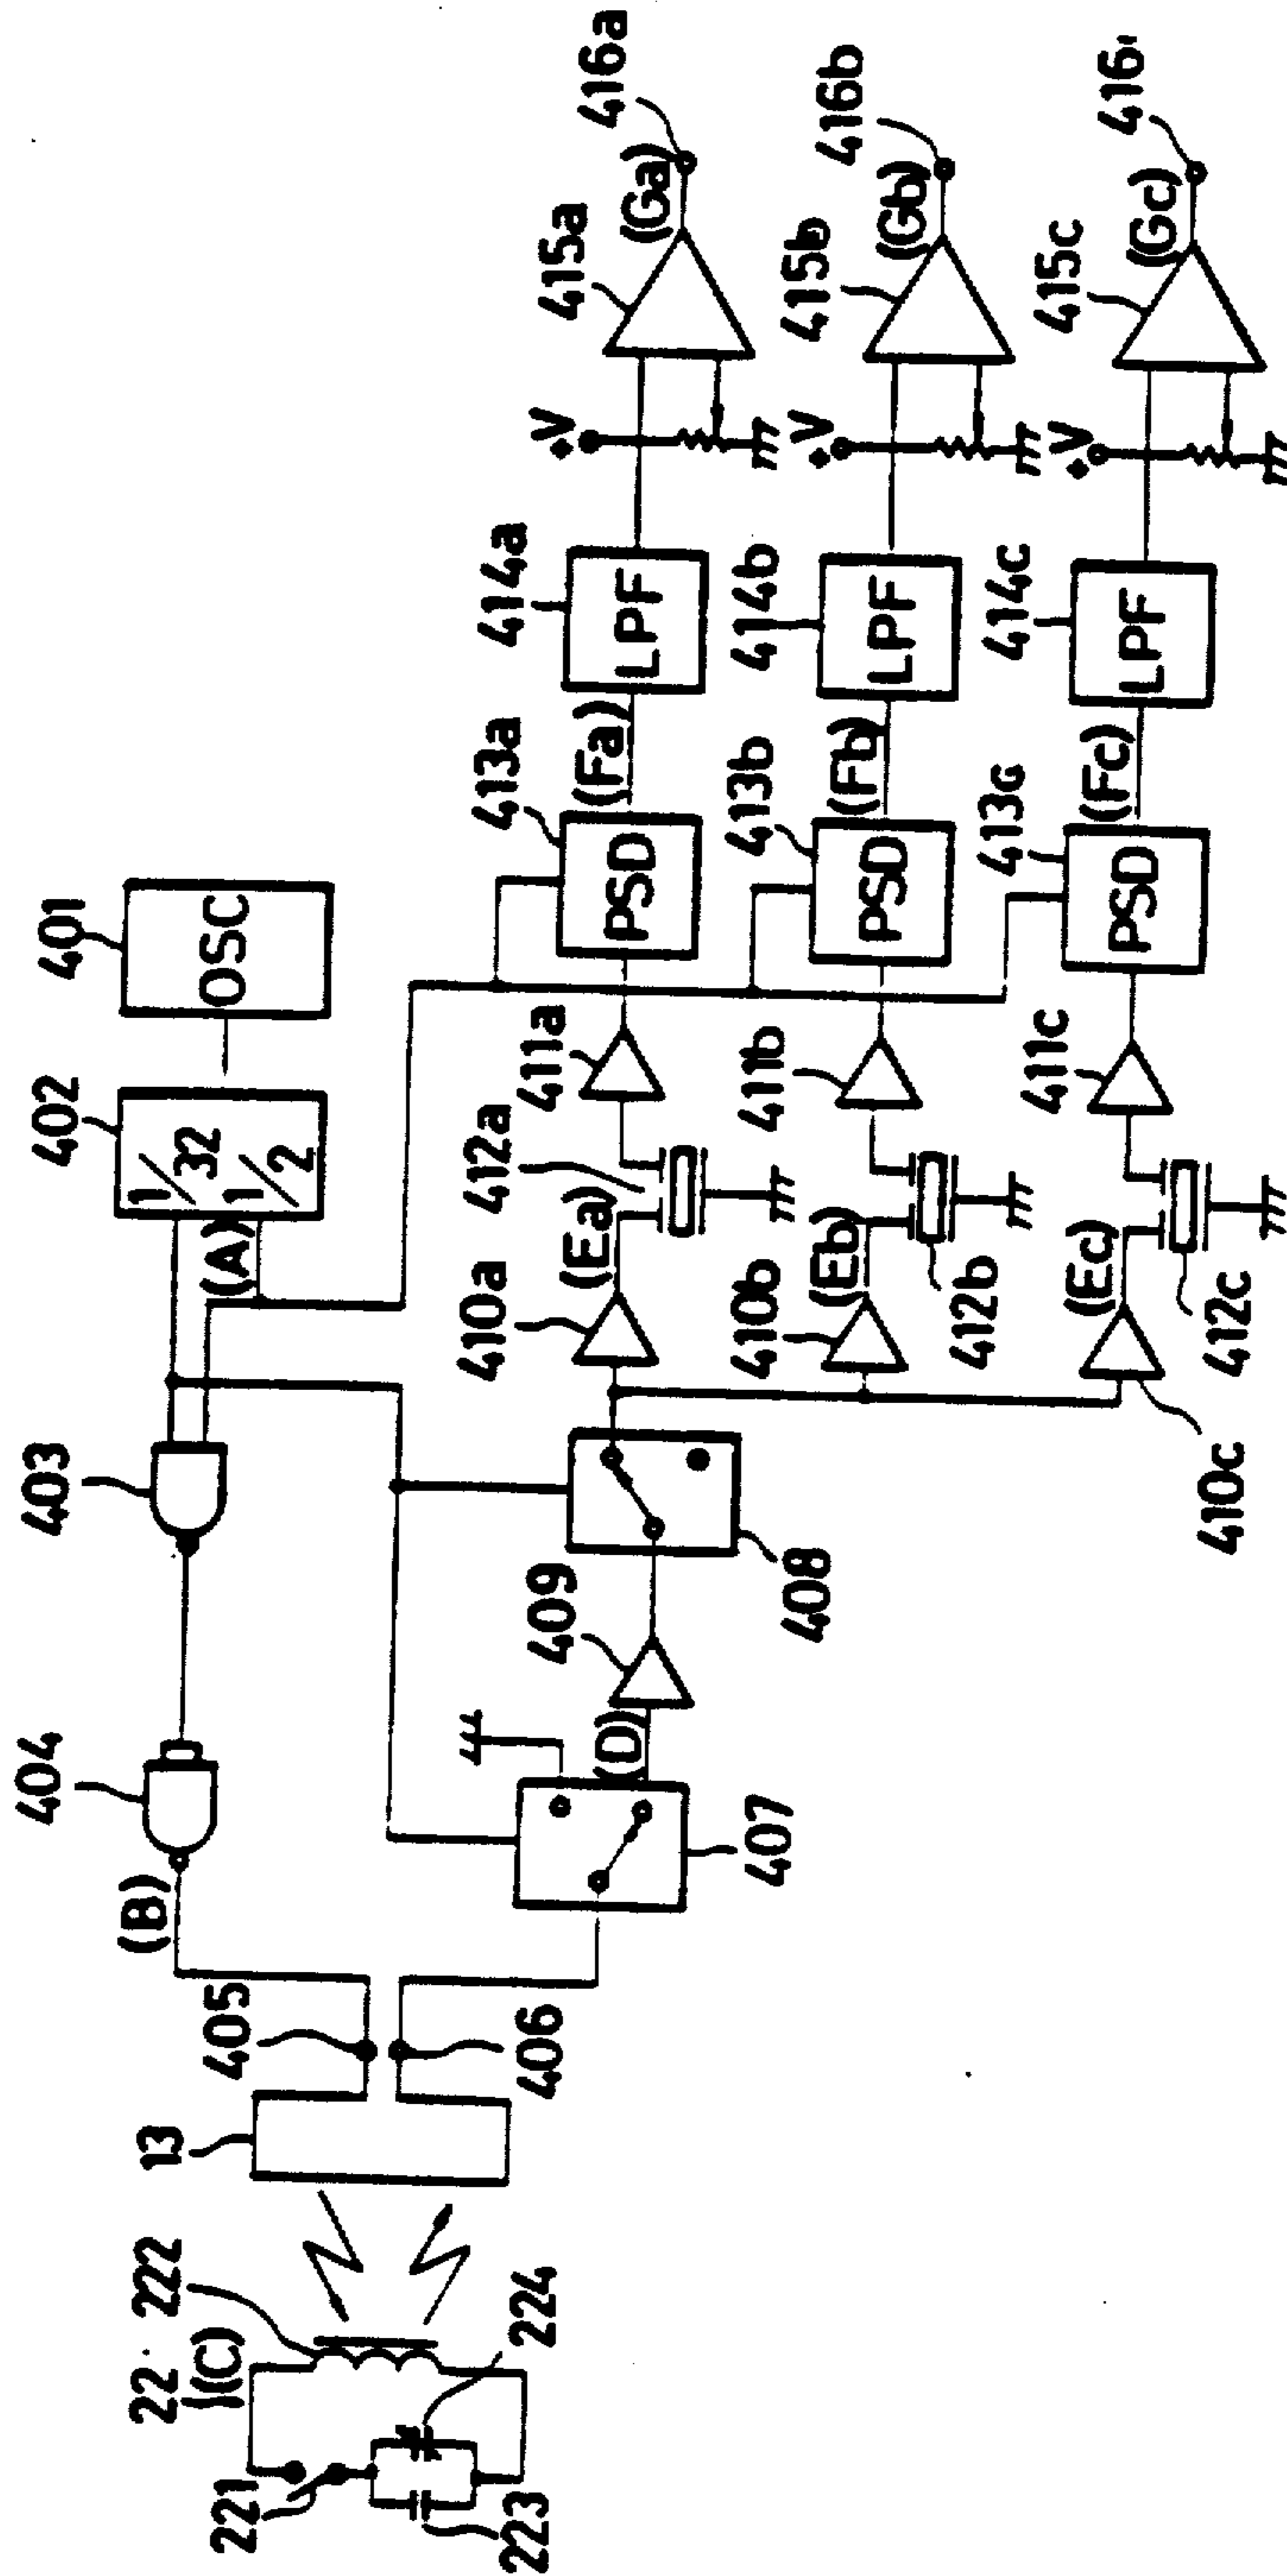 401
OSC
402
1/32
1/2
(A)
403
404
(B)
405
406
13
22
(C)
222
221
223
224
407
(D)
409
408
410a
(Ea)
412a
411a
413a
PSD
(Fa)
414a
LPF
+V
415a
(Ga)
416a
410b
(Eb)
412b
411b
413b
PSD
(Fb)
414b
LPF
+V
415b
(Gb)
416b
410c
(Ec)
412c
411c
413c
PSD
(Fc)
414c
LPF
+V
415c
(Gc)
416